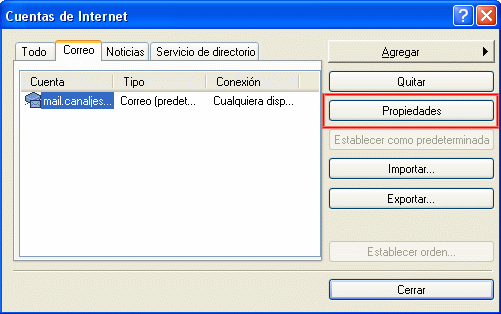 Cuentas de Internet
Todo Correo Noticias Servicio de directorio
Cuenta Tipo Conexión
mail.canaljes... Correo (predet... Cualquiera disp...
Agregar
Quitar
Propiedades
Establecer como predeterminada
Importar...
Exportar...
Establecer orden...
Cerrar